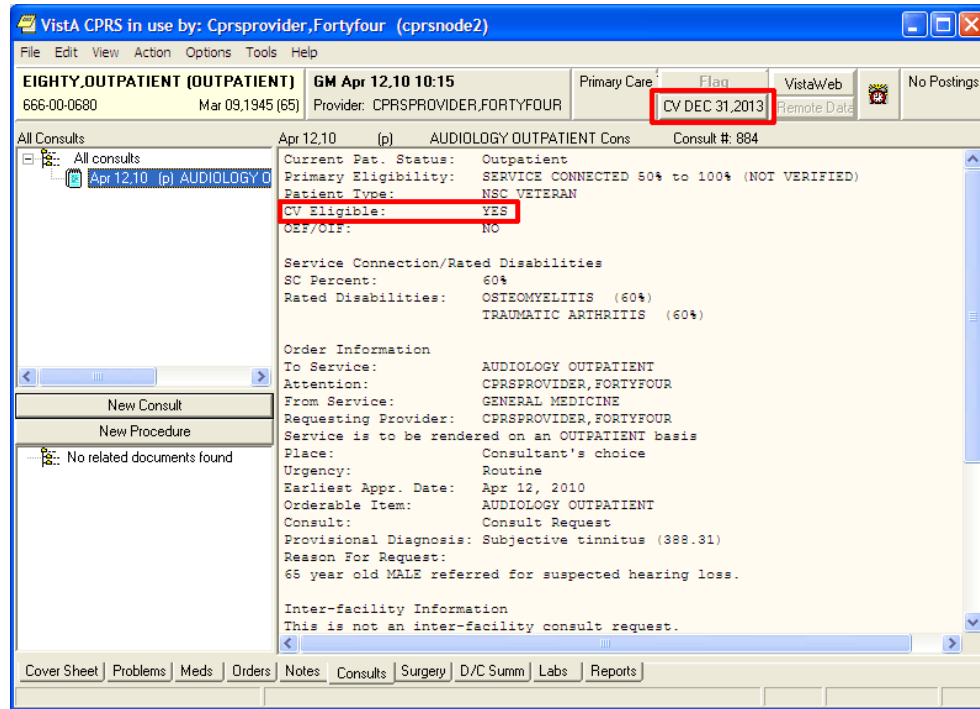 VistA CPRS in use by: Cprsprovider,Fortyfour (cprsnode2)
File Edit View Action Options Tools Help
EIGHTY,OUTPATIENT (OUTPATIENT)
666-00-0680 Mar 09,1945 (65)
GM Apr 12,10 10:15
Provider: CPRSPROVIDER,FORTYFOUR
Primary Care
Flag
CV DEC 31,2013
VistaWeb
Remote Data
No Postings
All Consults
All consults
Apr 12,10 (p) AUDIOLOGY O
New Consult
New Procedure
No related documents found
Apr 12,10 (p) AUDIOLOGY OUTPATIENT Cons Consult #: 884
Current Pat. Status: Outpatient
Primary Eligibility: SERVICE CONNECTED 50% to 100% (NOT VERIFIED)
Patient Type: NSC VETERAN
CV Eligible: YES
OEF/OIF: NO
Service Connection/Rated Disabilities
SC Percent: 60%
Rated Disabilities: OSTEOMYELITIS (60%)
TRAUMATIC ARTHRITIS (60%)
Order Information
To Service: AUDIOLOGY OUTPATIENT
Attention: CPRSPROVIDER,FORTYFOUR
From Service: GENERAL MEDICINE
Requesting Provider: CPRSPROVIDER,FORTYFOUR
Service is to be rendered on an OUTPATIENT basis
Place: Consultant's choice
Urgency: Routine
Earliest Appr. Date: Apr 12, 2010
Orderable Item: AUDIOLOGY OUTPATIENT
Consult: Consult Request
Provisional Diagnosis: Subjective tinnitus (388.31)
Reason For Request:
65 year old MALE referred for suspected hearing loss.
Inter-facility Information
This is not an inter-facility consult request.
Cover Sheet Problems Meds Orders Notes Consults Surgery D/C Summ Labs Reports